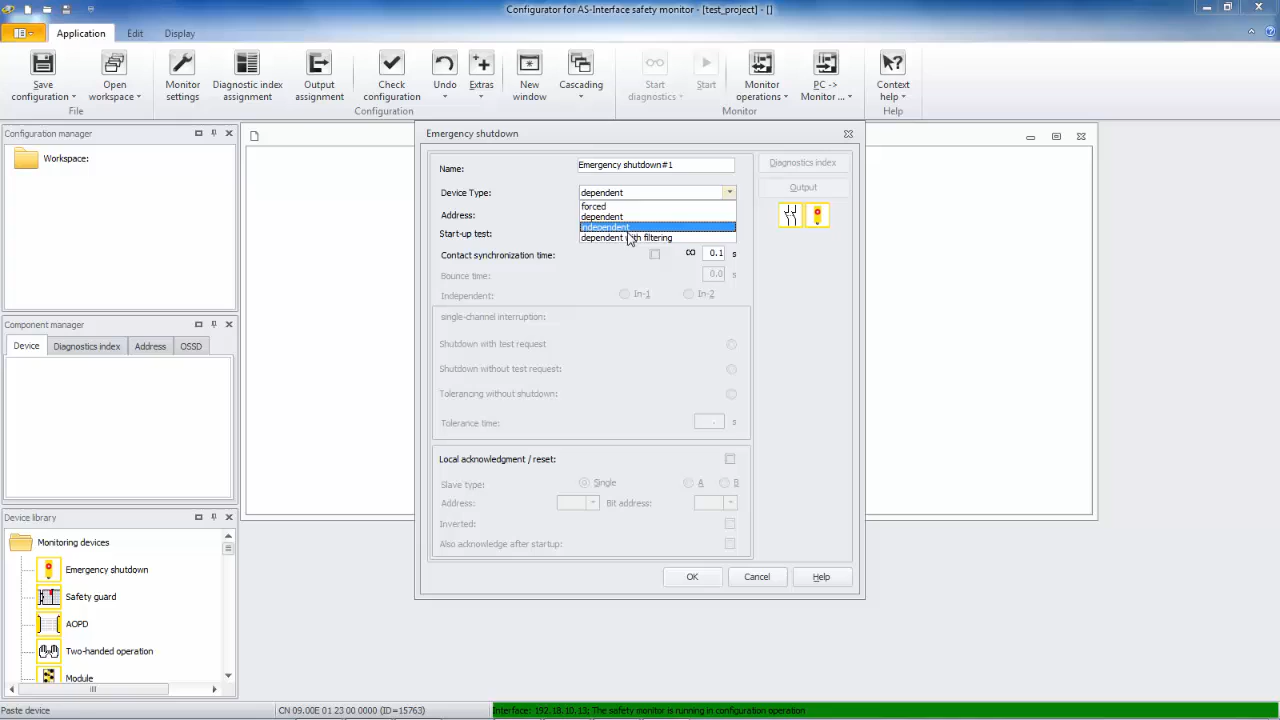 Configurator for AS-Interface safety monitor - [test_project] - []
Application
Edit
Display
Save configuration
Open workspace
File
Monitor settings
Diagnostic index assignment
Output assignment
Check configuration
Undo
Extras
Configuration
New window
Cascading
Start diagnostics
Start
Monitor operations
PC -> Monitor ...
Monitor
Context help
Help
Configuration manager
Workspace:
Component manager
Device
Diagnostics index
Address
OSSD
Device library
Monitoring devices
Emergency shutdown
Safety guard
AOPD
Two-handed operation
Module
Emergency shutdown
Name:
Emergency shutdown#1
Device Type:
dependent
forced
dependent
independent
dependent with filtering
Address:
Start-up test:
Contact synchronization time:
∞
0.1 s
Bounce time:
0.0 s
Independent:
In-1
In-2
single-channel interruption:
Shutdown with test request
Shutdown without test request:
Tolerancing without shutdown:
Tolerance time:
. s
Local acknowledgment / reset:
Slave type:
Single
A
B
Address:
Bit address:
Inverted:
Also acknowledge after startup:
Diagnostics index
Output
OK
Cancel
Help
Paste device
CN 09.00E 01 23 00 0000 (ID=15763)
Interface: 192.18.10.13; The safety monitor is running in configuration operation